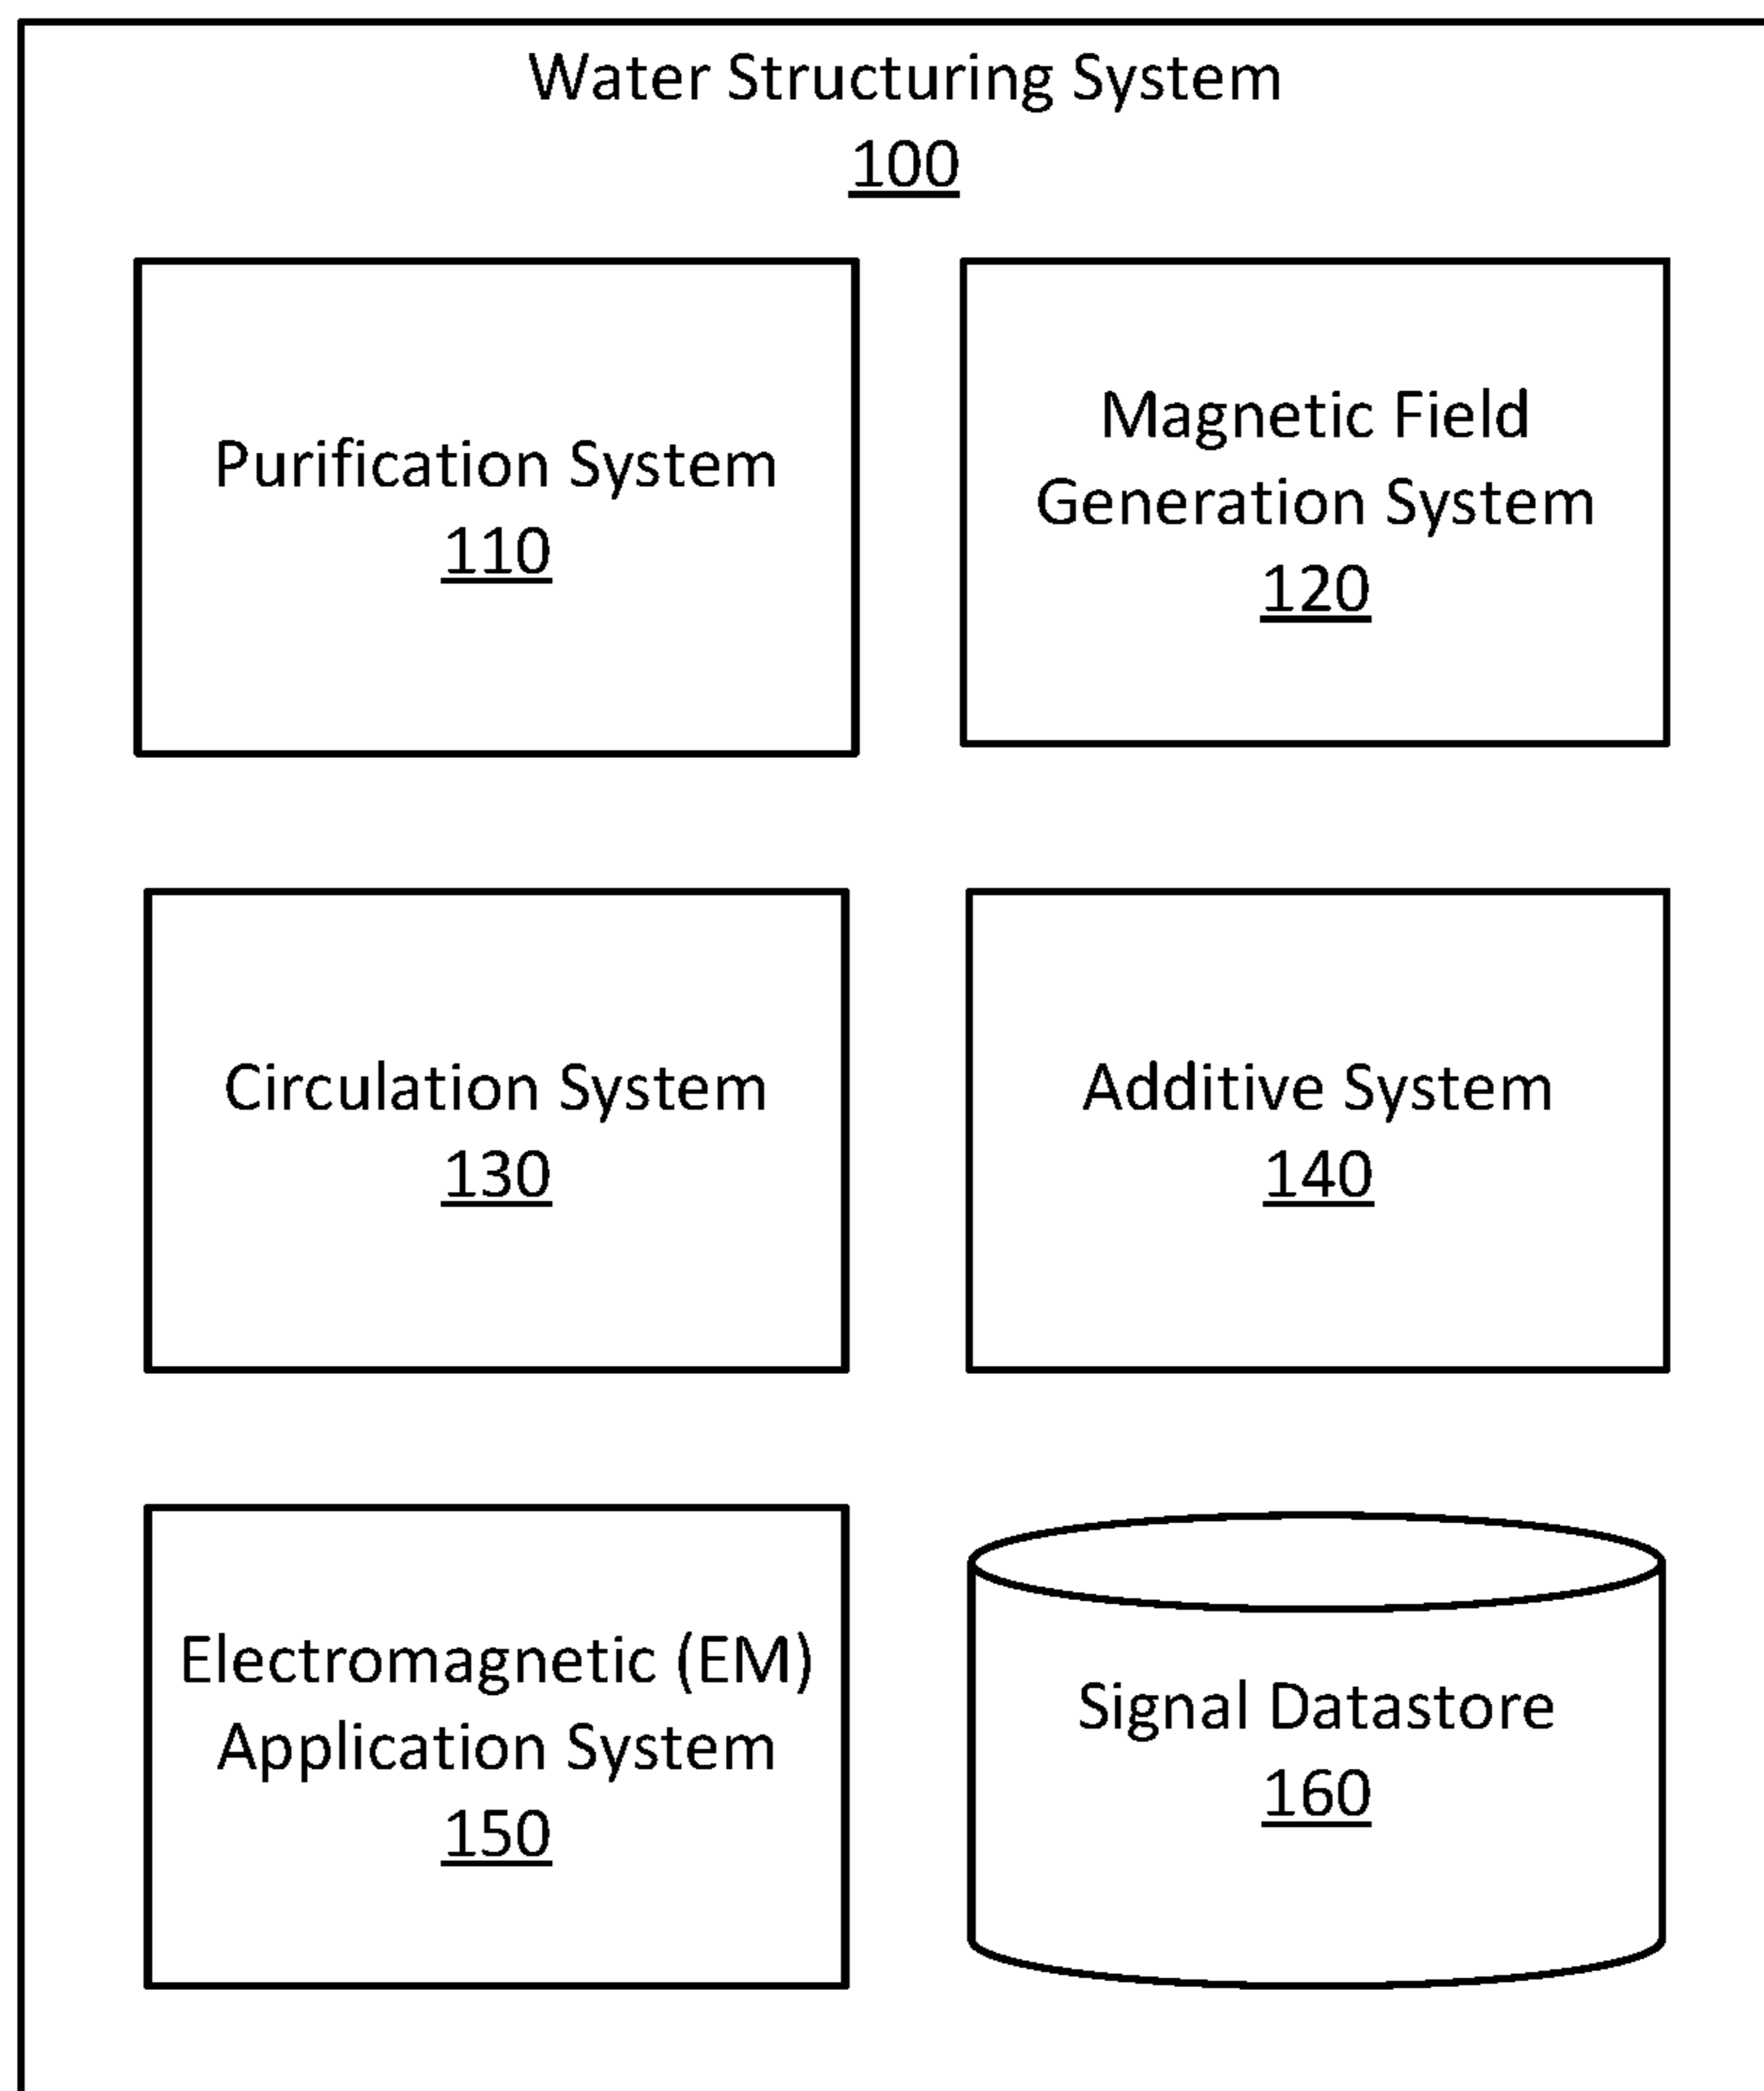 Water Structuring System
100
Purification System
110
Magnetic Field
Generation System
120
Circulation System
130
Additive System
140
Electromagnetic (EM)
Application System
150
Signal Datastore
160